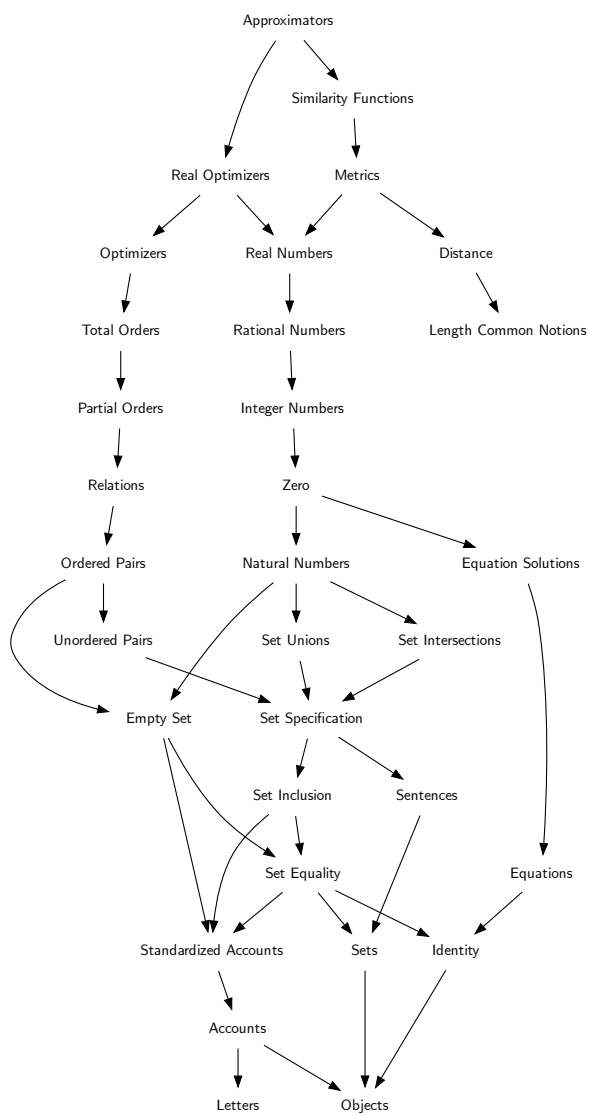 Approximators
Similarity Functions
Real Optimizers
Metrics
Optimizers
Real Numbers
Distance
Total Orders
Rational Numbers
Length Common Notions
Partial Orders
Integer Numbers
Relations
Zero
Ordered Pairs
Natural Numbers
Equation Solutions
Unordered Pairs
Set Unions
Set Intersections
Empty Set
Set Specification
Set Inclusion
Sentences
Set Equality
Equations
Standardized Accounts
Sets
Identity
Accounts
Letters
Objects